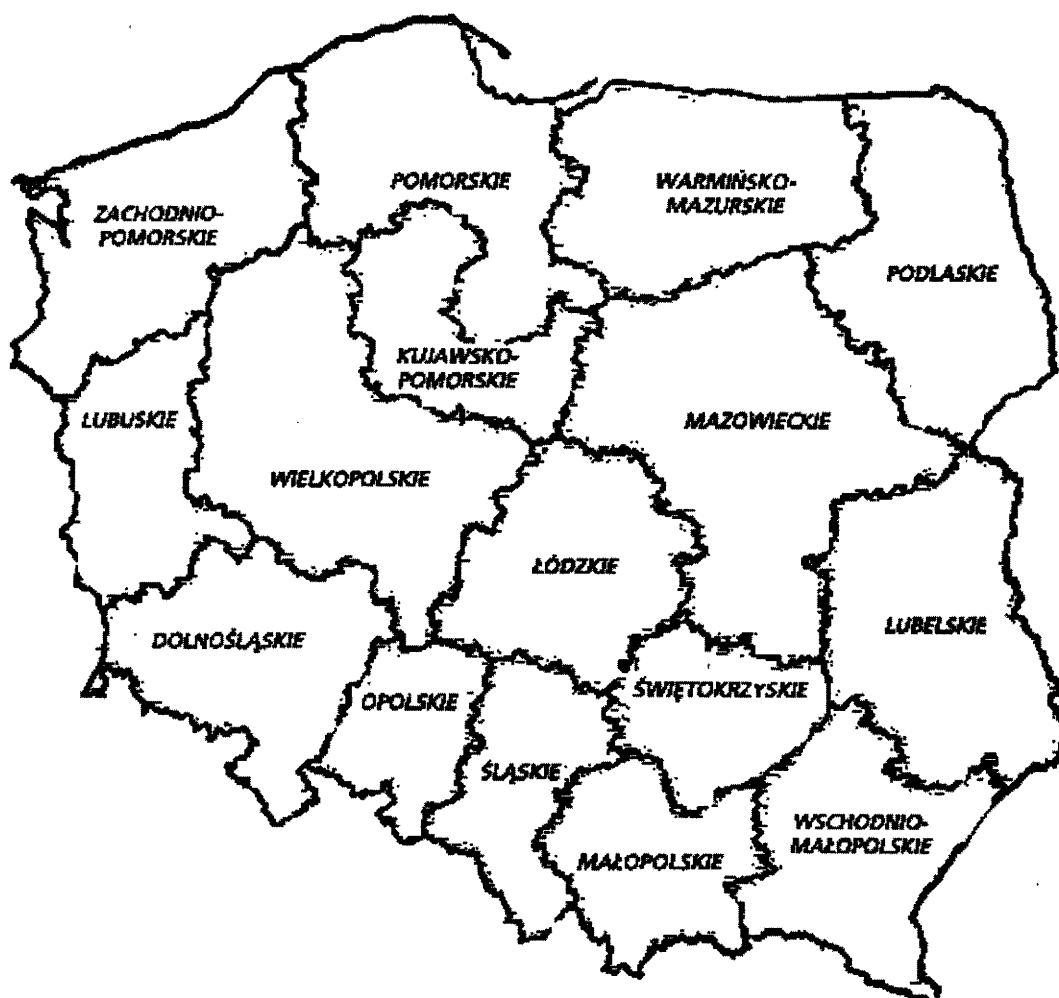 POMORSKIE
WARMIŃSKO-
MAZURSKIE
ZACHODNIO-
POMORSKIE
PODLASKIE
KUJAWSKO-
POMORSKIE
LUBUSKIE
MAZOWIECKIE
WIELKOPOLSKIE
ŁÓDZKIE
DOLNOŚLĄSKIE
LUBELSKIE
OPOLSKIE
ŚWIĘTOKRZYSKIE
ŚLĄSKIE
WSCHODNIO-
MAŁOPOLSKIE
MAŁOPOLSKIE